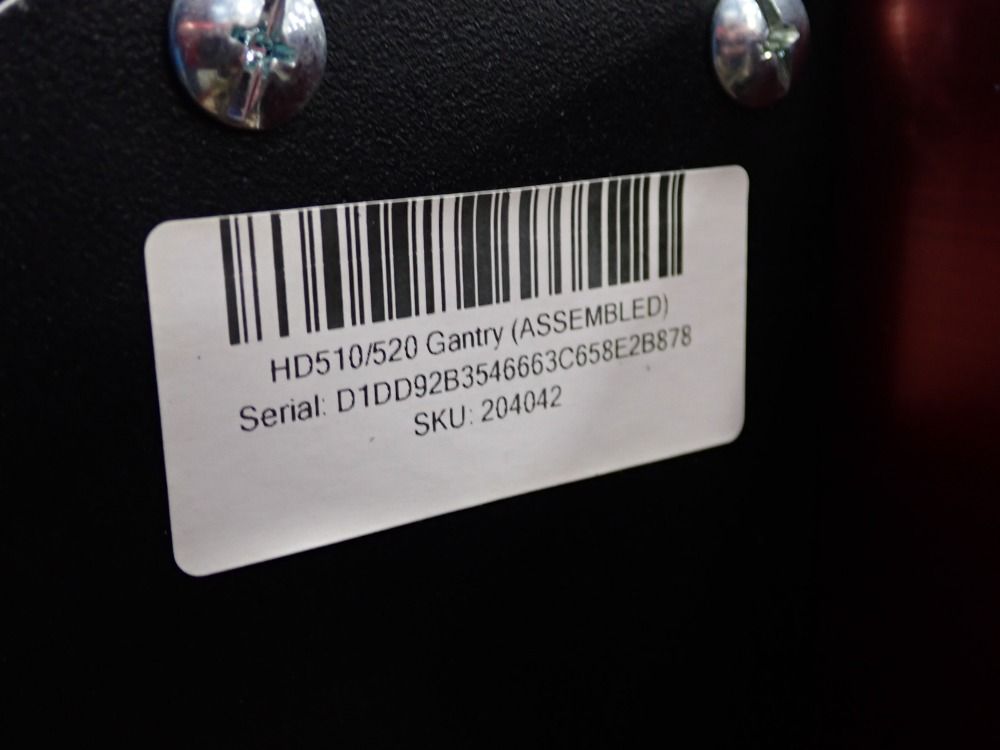 HD510/520 Gantry (ASSEMBLED)
Serial: D1DD92B3546663C658E2B878
SKU: 204042